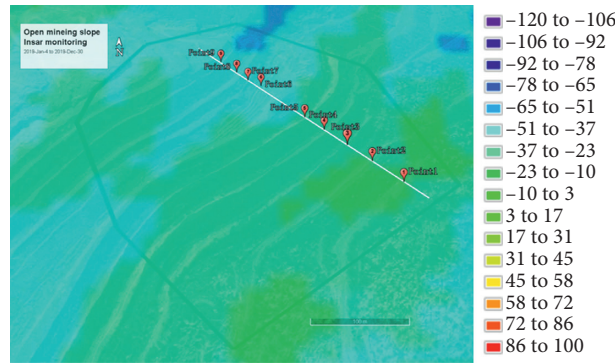 Open mineing slope
Insar monitoring
2019-Jan-4 to 2019-Dec-30
N
Point9
Point8
Point7
Point6
Point5
Point4
Point3
Point2
Point1
–120 to –106
–106 to –92
–92 to –78
–78 to –65
–65 to –51
–51 to –37
–37 to –23
–23 to –10
–10 to 3
3 to 17
17 to 31
31 to 45
45 to 58
58 to 72
72 to 86
86 to 100